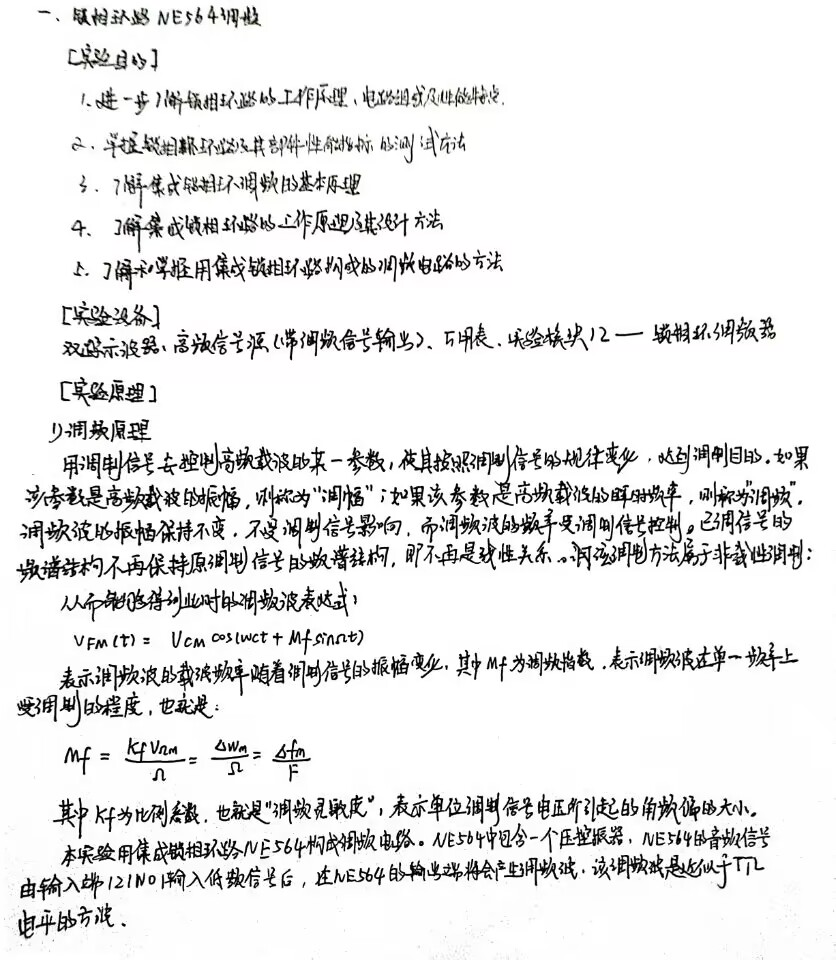 一、锁相环路NE564调频
[实验目的]
1.进一步了解锁相环路的工作原理、电路组成及性能特点.
2、掌握锁相环路及其部件性能指标的测试方法
3、了解集成锁相环调频的基本原理
4、了解集成锁相环路的工作原理及其设计方法
5、了解和掌握用集成锁相环路构成的调频电路的方法
[实验设备]
双踪示波器、高频信号源(带调频信号输出)、万用表、实验模块12——锁相环调频器
[实验原理]
1)调频原理
用调制信号去控制高频载波的某一参数,使其按照调制信号的规律变化,达到调制目的。如果
该参数是高频载波的振幅,则称为“调幅”;如果该参数是高频载波的瞬时频率,则称为“调频”。
调频波的振幅保持不变,不受调制信号影响,而调频波的频率受调制信号控制。已调信号的
频谱结构不再保持原调制信号的频谱结构,即不再是线性关系。调制方法属于非线性调制:
从而能够得到此时的调频波表达式:
VFM(t) = VCM cos(wct + Mf sinΩt)
表示调频波的载波频率随着调制信号的振幅变化,其中Mf为调频指数,表示调频波在单一频率上
受调制的程度,也就是:
Mf = KfVΩm/Ω = Δwm/Ω = Δfm/F
其中Kf为比例系数,也就是“调频灵敏度”,表示单位调制信号电压所引起的角频偏的大小。
本实验用集成锁相环路NE564构成调频电路。NE564中包含一个压控振器,NE564的音频信号
由输入端12IN01输入低频信号后,在NE564的输出端将会产生调频波,该调频波是近似于TTL
电平的方波.